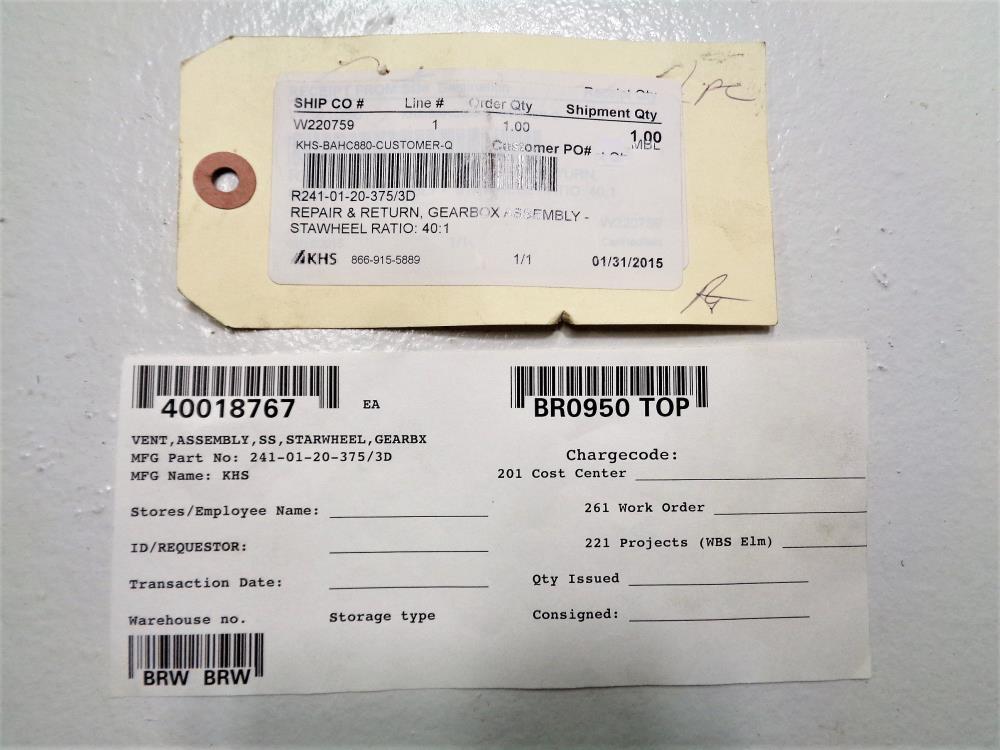 PC
SHIP CO # Line # Order Qty Shipment Qty
W220759 1 1.00 1.00
KHS-BAHC880-CUSTOMER-Q Customer PO# MBL
R241-01-20-375/3D
REPAIR & RETURN, GEARBOX ASSEMBLY -
STAWHEEL RATIO: 40:1
KHS 866-915-5889 1/1 01/31/2015
40018767 EA BR0950 TOP
VENT,ASSEMBLY,SS,STARWHEEL,GEARBX
MFG Part No: 241-01-20-375/3D Chargecode:
MFG Name: KHS 201 Cost Center
Stores/Employee Name: 261 Work Order
ID/REQUESTOR: 221 Projects (WBS Elm)
Transaction Date: Qty Issued
Warehouse no. Storage type Consigned:
BRW BRW